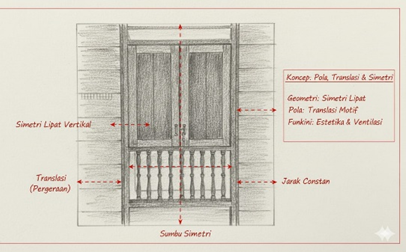 Koncep: Pola, Translasi & Simetri
Geometri: Simetri Lipat
Pola: Translasi Motif
Funkini: Estetika & Ventilasi
Simetri Lipat Vertikal
Translasi
(Pergeraan)
Jarak Constan
Sumbu Simetri